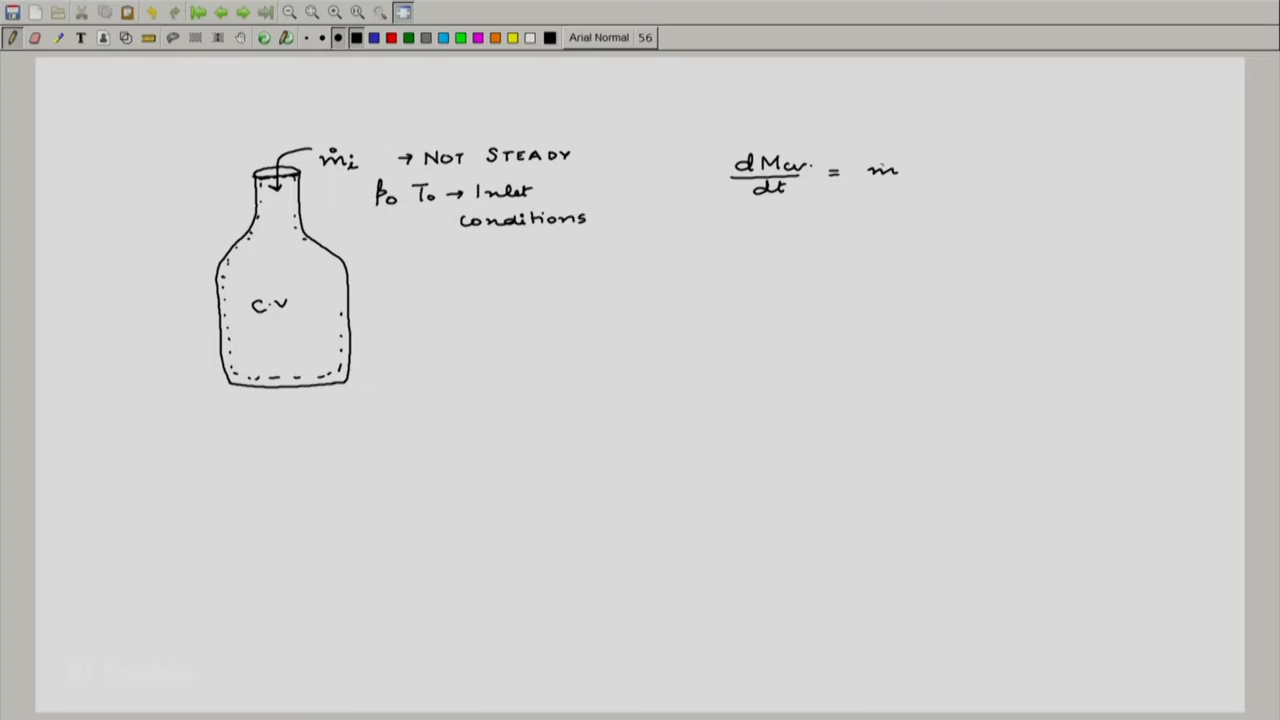 Arial Normal 56
ṁi → NOT STEADY
p₀ T₀ → Inlet
conditions
dMcv. / dt = ṁ
C.V